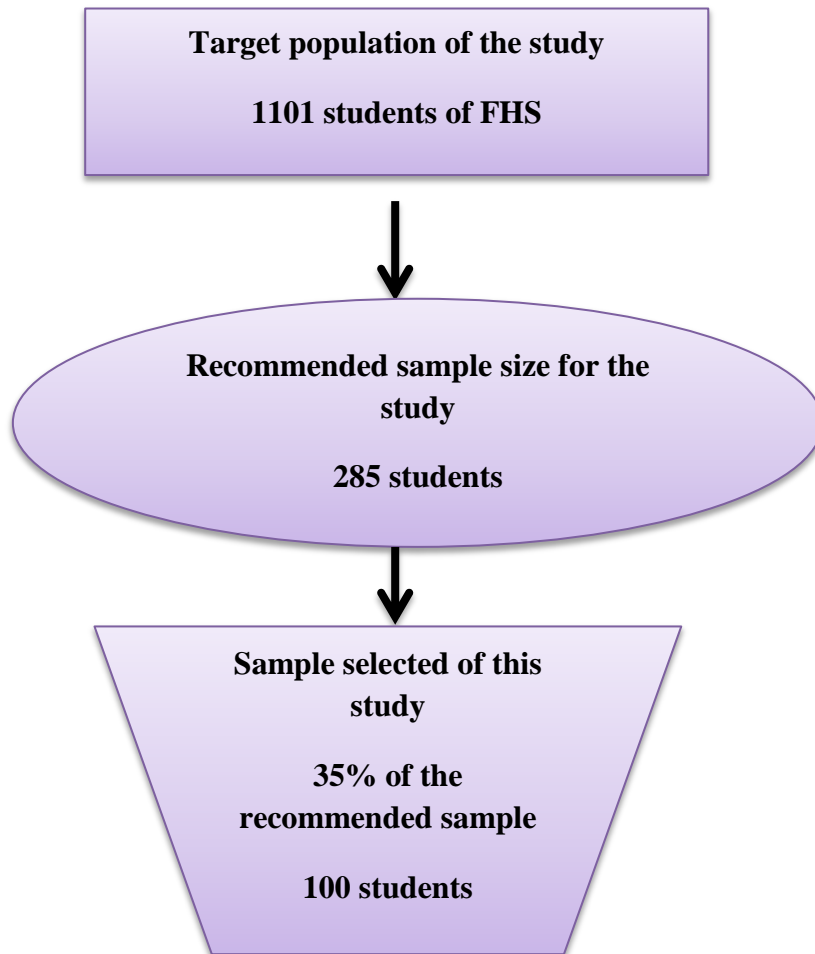 Target population of the study
1101 students of FHS
Recommended sample size for the
study
285 students
Sample selected of this
study
35% of the
recommended sample
100 students